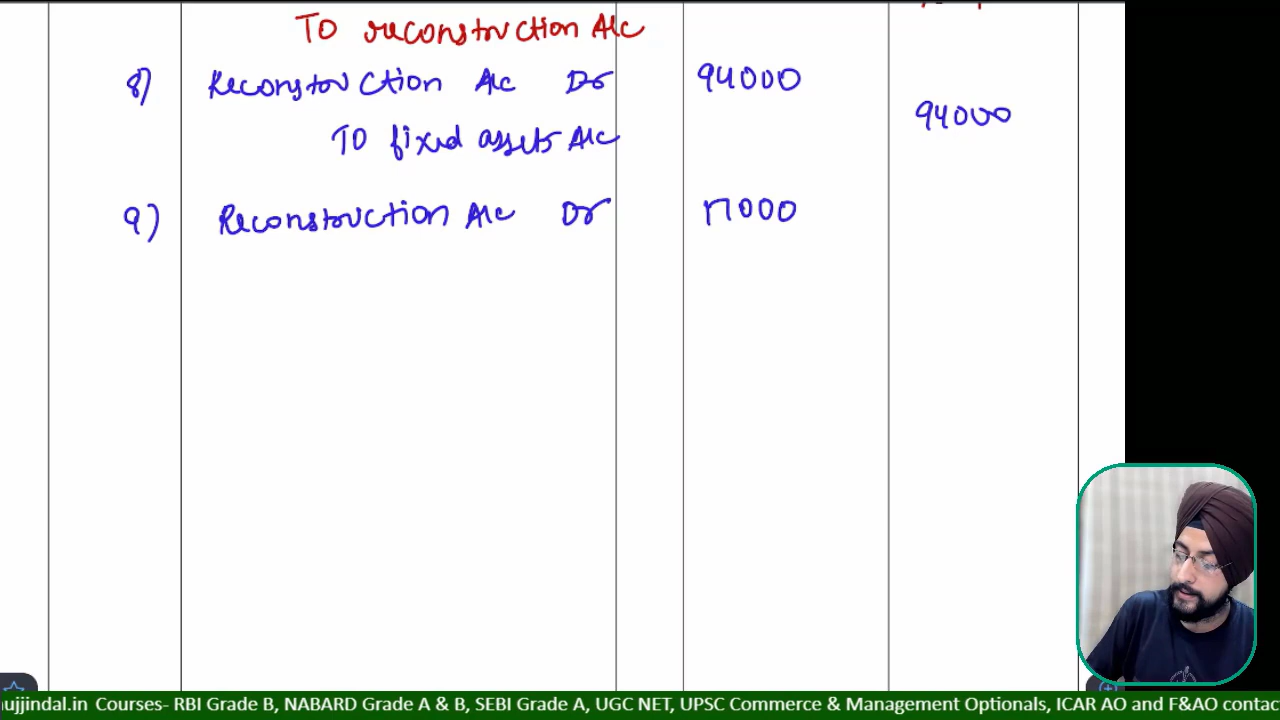 TO reconstruction A/c
8) Reconstruction A/c Dr 94000
TO fixed assets A/c 94000
9) Reconstruction A/c Dr 17000
ujjjindal.in Courses- RBI Grade B, NABARD Grade A & B, SEBI Grade A, UGC NET, UPSC Commerce & Management Optionals, ICAR AO and F&AO contac